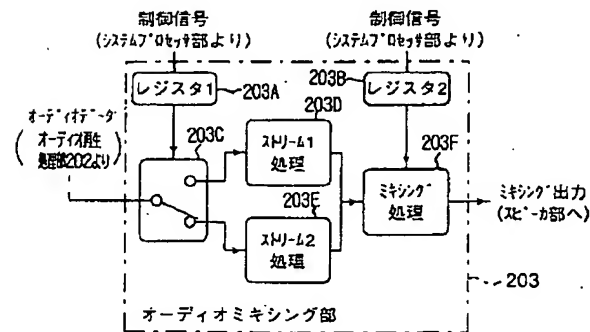 制御信号
(システムプロセッサ部より)
制御信号
(システムプロセッサ部より)
レジスタ1
203A
203B
レジスタ2
オーディオデータ
(オーディオ再生
処理部202より)
203C
203D
ストリーム1
処理
203F
ミキシング
処理
ミキシング出力
(スピーカ部へ)
203E
ストリーム2
処理
203
オーディオミキシング部